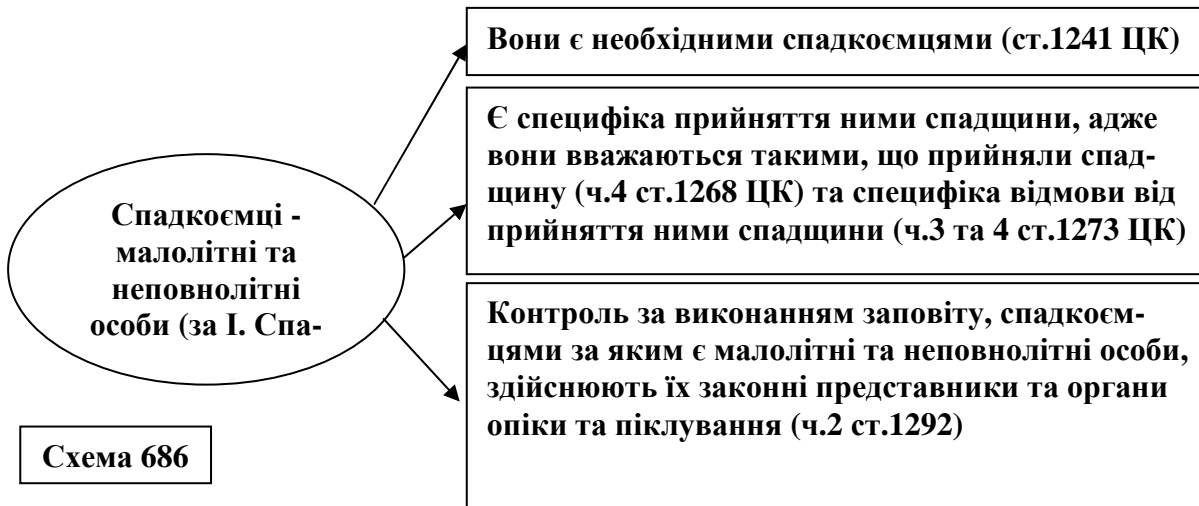 Вони є необхідними спадкоємцями (ст.1241 ЦК)
Є специфіка прийняття ними спадщини, адже
вони вважаються такими, що прийняли спад-
щину (ч.4 ст.1268 ЦК) та специфіка відмови від
прийняття ними спадщини (ч.3 та 4 ст.1273 ЦК)
Спадкоємці -
малолітні та
неповнолітні
особи (за І. Спа-
Контроль за виконанням заповіту, спадкоєм-
цями за яким є малолітні та неповнолітні особи,
здійснюють їх законні представники та органи
опіки та піклування (ч.2 ст.1292)
Схема 686